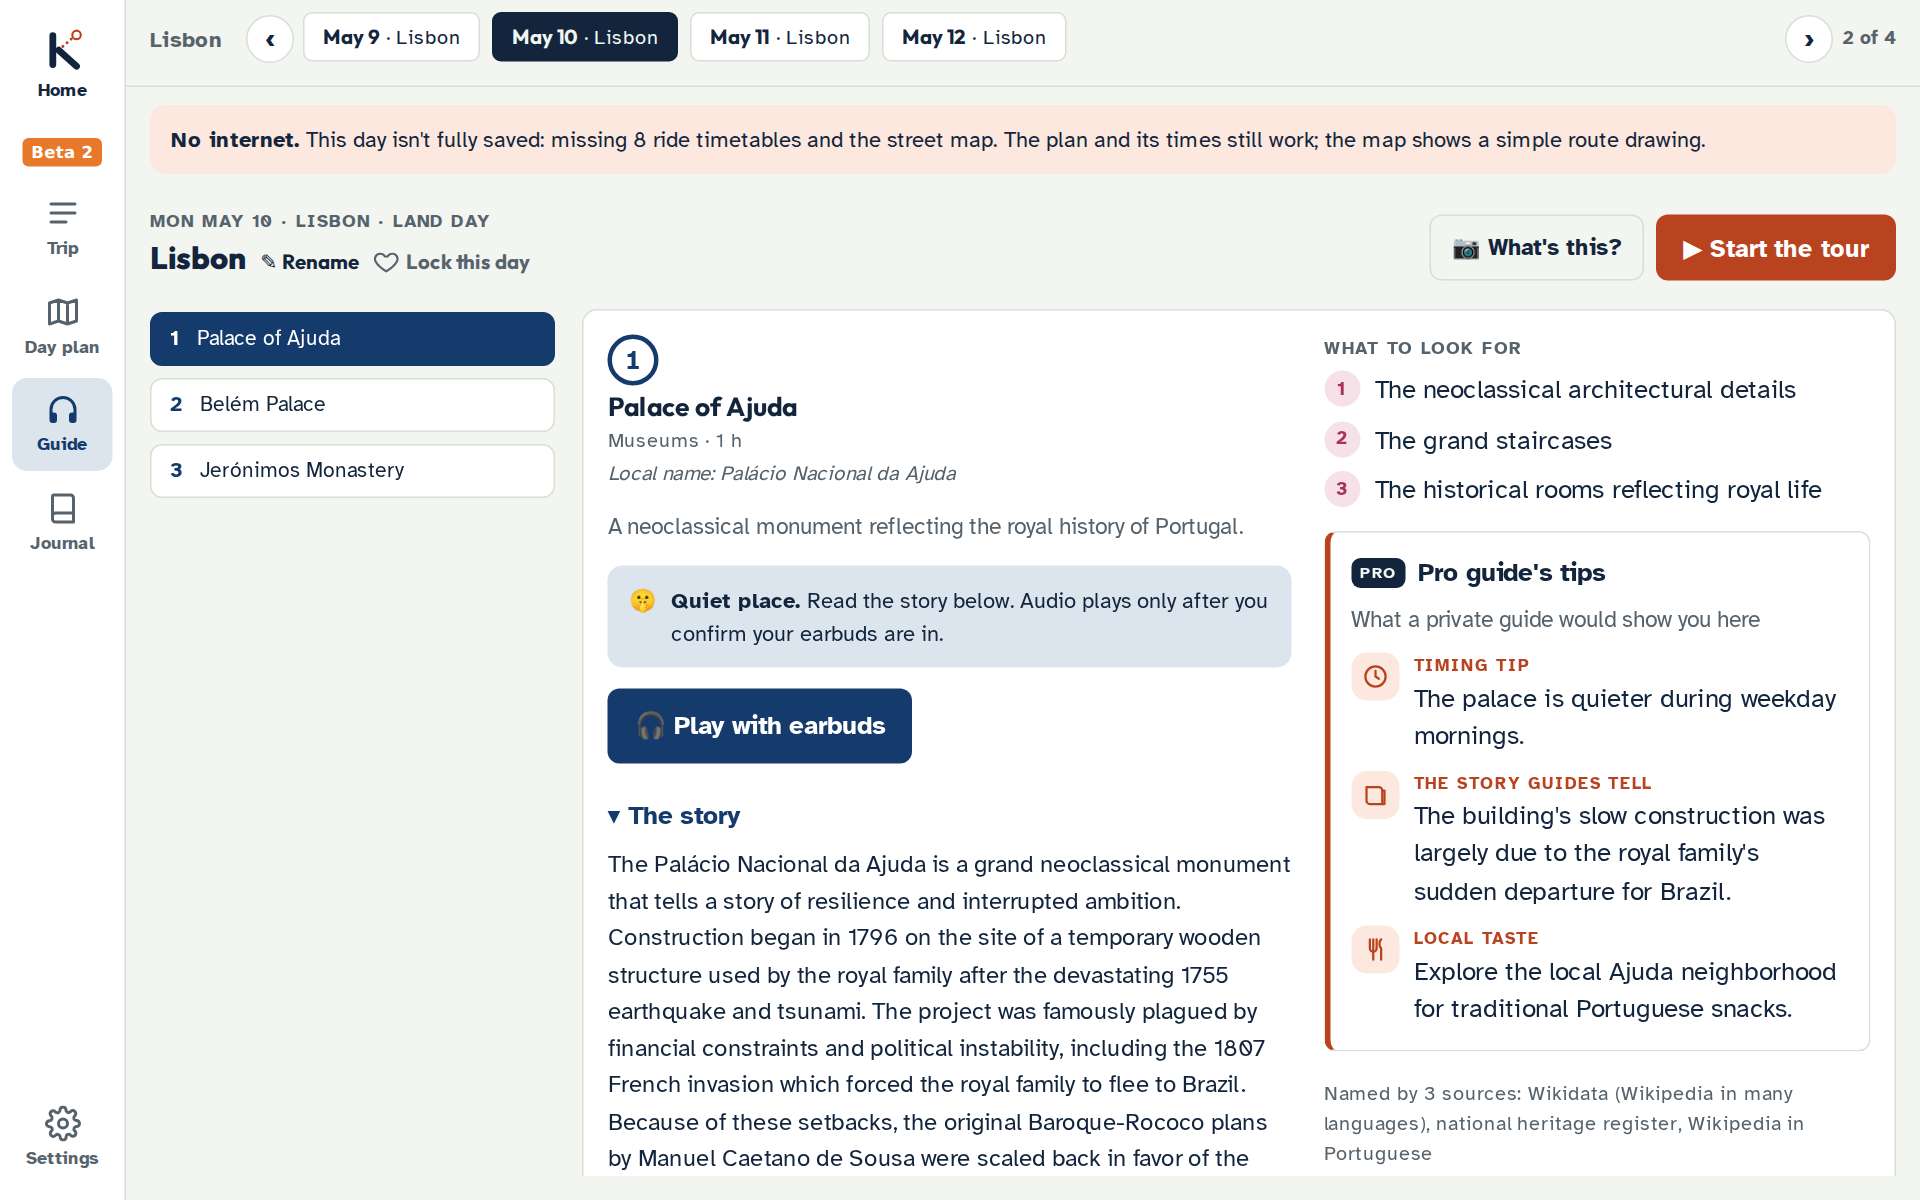 Home
Beta 2
Trip
Day plan
Guide
Journal
Settings
Lisbon
‹
May 9 · Lisbon
May 10 · Lisbon
May 11 · Lisbon
May 12 · Lisbon
›
2 of 4
No internet. This day isn't fully saved: missing 8 ride timetables and the street map. The plan and its times still work; the map shows a simple route drawing.
MON MAY 10 · LISBON · LAND DAY
Lisbon ✎ Rename Lock this day
📷 What's this?
▶ Start the tour
1 Palace of Ajuda
2 Belém Palace
3 Jerónimos Monastery
1
Palace of Ajuda
Museums · 1 h
Local name: Palácio Nacional da Ajuda
A neoclassical monument reflecting the royal history of Portugal.
🤫 Quiet place. Read the story below. Audio plays only after you
confirm your earbuds are in.
🎧 Play with earbuds
▾ The story
The Palácio Nacional da Ajuda is a grand neoclassical monument
that tells a story of resilience and interrupted ambition.
Construction began in 1796 on the site of a temporary wooden
structure used by the royal family after the devastating 1755
earthquake and tsunami. The project was famously plagued by
financial constraints and political instability, including the 1807
French invasion which forced the royal family to flee to Brazil.
Because of these setbacks, the original Baroque-Rococo plans
by Manuel Caetano de Sousa were scaled back in favor of the
WHAT TO LOOK FOR
1 The neoclassical architectural details
2 The grand staircases
3 The historical rooms reflecting royal life
PRO Pro guide's tips
What a private guide would show you here
TIMING TIP
The palace is quieter during weekday
mornings.
THE STORY GUIDES TELL
The building's slow construction was
largely due to the royal family's
sudden departure for Brazil.
LOCAL TASTE
Explore the local Ajuda neighborhood
for traditional Portuguese snacks.
Named by 3 sources: Wikidata (Wikipedia in many
languages), national heritage register, Wikipedia in
Portuguese